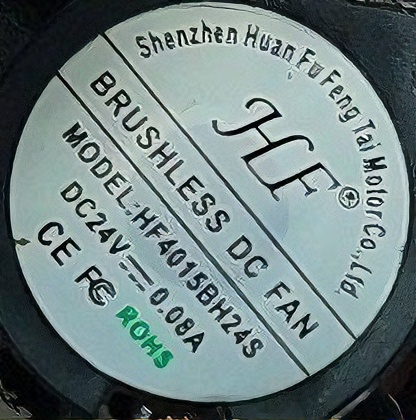 Shenzhen Huan Fu Feng Tai Motor Co., Ltd
HF®
BRUSHLESS DC FAN
MODEL:HF4015BH24S
DC24V⎓0.08A
CE FC ROHS